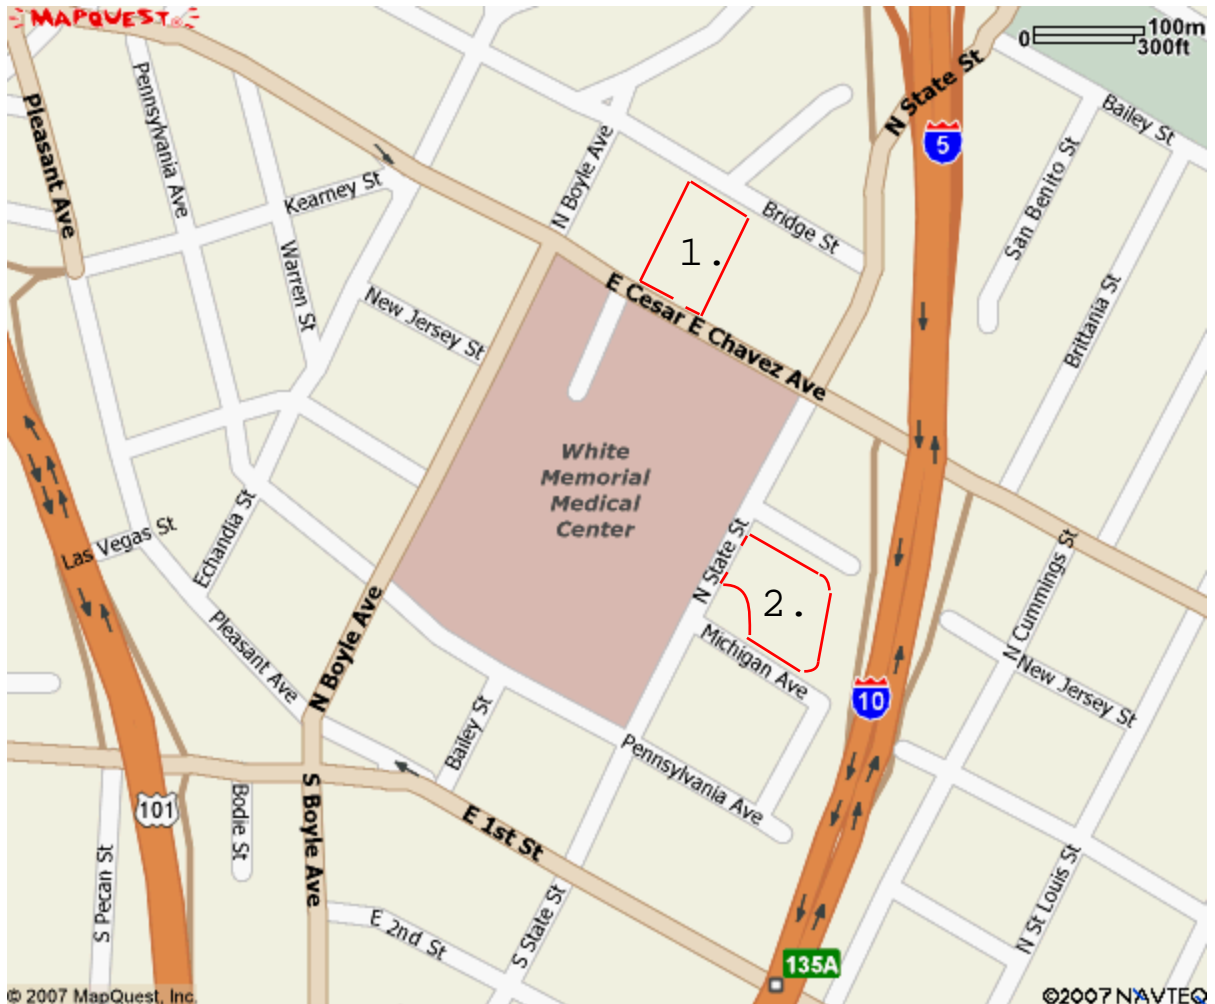 MAPQUEST
0 100m
300ft
N State St
Bailey St
Pennsylvania Ave
Pleasant Ave
5
N Boyle Ave
San Benito St
Kearney St
Bridge St
1.
Warren St
E Cesar E Chavez Ave
New Jersey St
Brittania St
White
Memorial
Medical
Center
Las Vegas St
Echandia St
N State St
2.
N Cummings St
Pleasant Ave
N Boyle Ave
Michigan Ave
New Jersey St
10
Bailey St
Pennsylvania Ave
101
Bodie St
S Boyle Ave
E 1st St
S Pecan St
E 2nd St
S State St
N St Louis St
135A
© 2007 MapQuest, Inc.
©2007 NAVTEQ